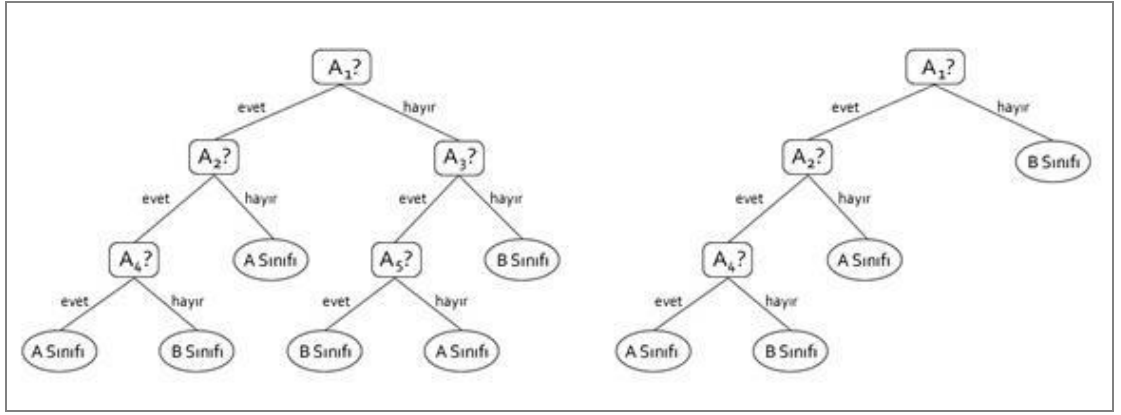 A₁? A₁?
evet hayır evet hayır
A₂? A₃? A₂? B Sınıfı
evet hayır evet hayır evet hayır
A₄? A Sınıfı A₅? B Sınıfı A₄? A Sınıfı
evet hayır evet hayır evet hayır
A Sınıfı B Sınıfı B Sınıfı A Sınıfı A Sınıfı B Sınıfı